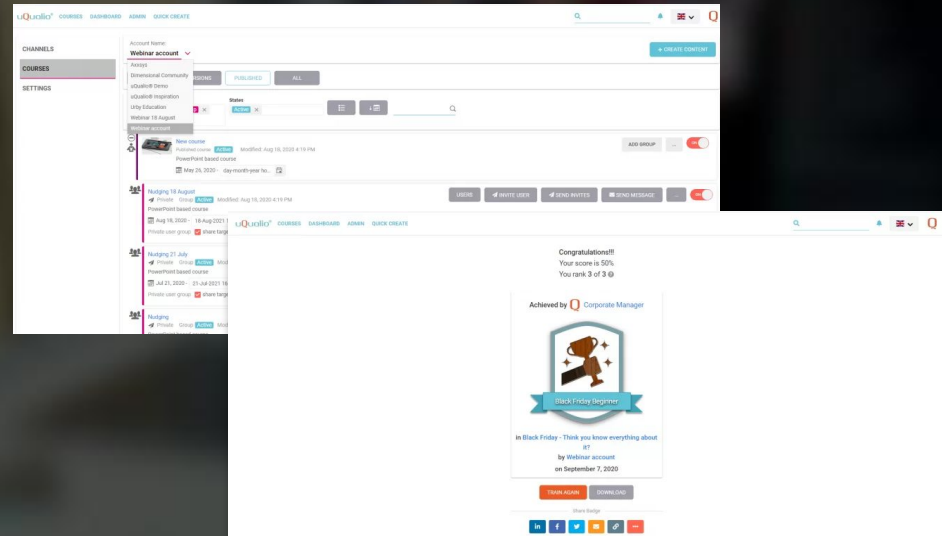 uQualio® COURSES DASHBOARD ADMIN QUICK CREATE
CHANNELS
COURSES
SETTINGS
Account Name:
Webinar account
+ CREATE CONTENT
Dimensional Community
uQualio® Demo
uQualio® Inspiration
Urby Education
Webinar 18 August
Webinar account
PUBLISHED
ALL
States
Active ×
New course
Published course Active Modified: Aug 18, 2020 4:19 PM
PowerPoint based course
May 26, 2020 - day-month-year ho..
ADD GROUP ...
Nudging 18 August
Private Group Active Modified: Aug 18, 2020 4:19 PM
PowerPoint based course
Aug 18, 2020 - 18-Aug-2021
Private user group
USERS INVITE USER SEND INVITES SEND MESSAGE ...
Nudging 21 July
Private Group Active
PowerPoint based course
Jul 21, 2020 - 21-Jul-2021 16
Private user group
Nudging
Private Group Active
uQualio® COURSES DASHBOARD ADMIN QUICK CREATE
Congratulations!!!
Your score is 50%
You rank 3 of 3
Achieved by Q Corporate Manager
Black Friday Beginner
in Black Friday - Think you know everything about
it?
by Webinar account
on September 7, 2020
TRAIN AGAIN DOWNLOAD
Share Badge